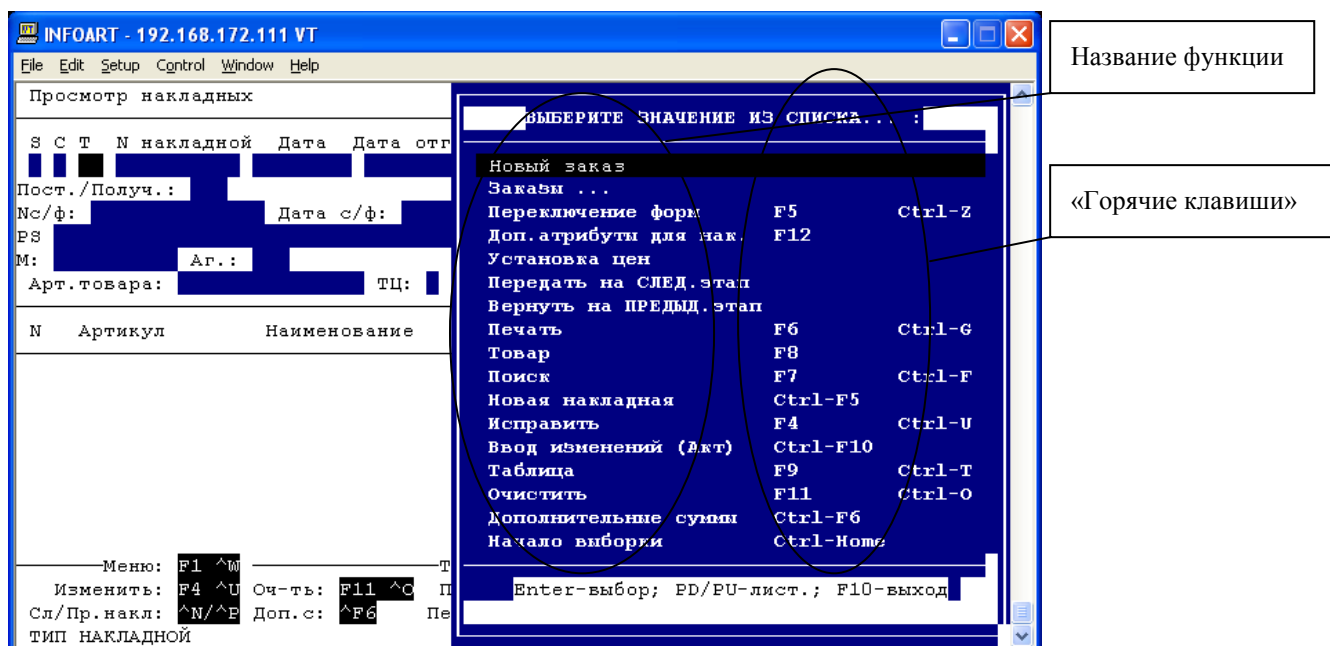 INFOART - 192.168.172.111 VT
File Edit Setup Control Window Help
Название функции
«Горячие клавиши»
Просмотр накладных
S C T N накладной Дата Дата отг
Пост./Получ.:
Nс/ф: Дата с/ф:
PS
М: Аг.:
Арт.товара: ТЦ:
N Артикул Наименование
ВЫБЕРИТЕ ЗНАЧЕНИЕ ИЗ СПИСКА... :
Новый заказ
Заказы ...
Переключение форм F5 Ctrl-Z
Доп.атрибуты для нак. F12
Установка цен
Передать на СЛЕД.этап
Вернуть на ПРЕДЫД.этап
Печать F6 Ctrl-G
Товар F8
Поиск F7 Ctrl-F
Новая накладная Ctrl-F5
Исправить F4 Ctrl-U
Ввод изменений (Акт) Ctrl-F10
Таблица F9 Ctrl-T
Очистить F11 Ctrl-O
Дополнительные суммы Ctrl-F6
Начало выборки Ctrl-Home
Enter-выбор; PD/PU-лист.; F10-выход
Меню: F1 ^W Т
Изменить: F4 ^U Оч-ть: F11 ^O П
Сл/Пр.накл: ^N/^P Доп.с: ^F6 Пе
ТИП НАКЛАДНОЙ